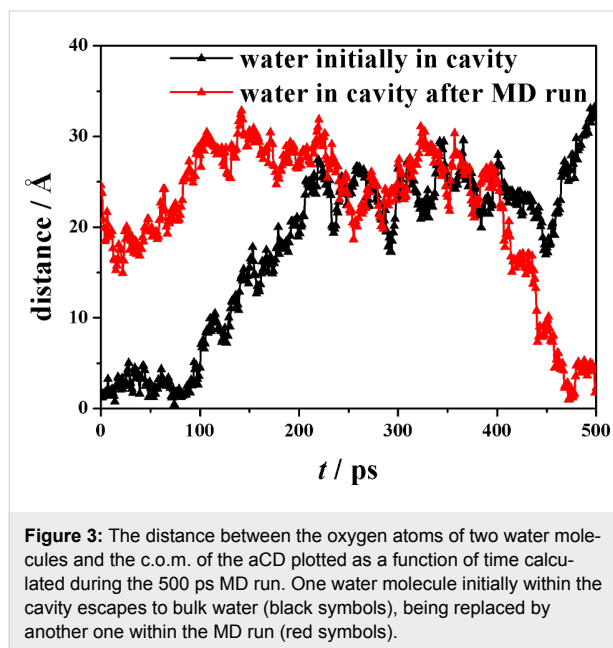 40
30
20
10
0
distance / Å
water initially in cavity
water in cavity after MD run
0 100 200 300 400 500
t / ps
Figure 3: The distance between the oxygen atoms of two water mole-
cules and the c.o.m. of the aCD plotted as a function of time calcu-
lated during the 500 ps MD run. One water molecule initially within the
cavity escapes to bulk water (black symbols), being replaced by
another one within the MD run (red symbols).